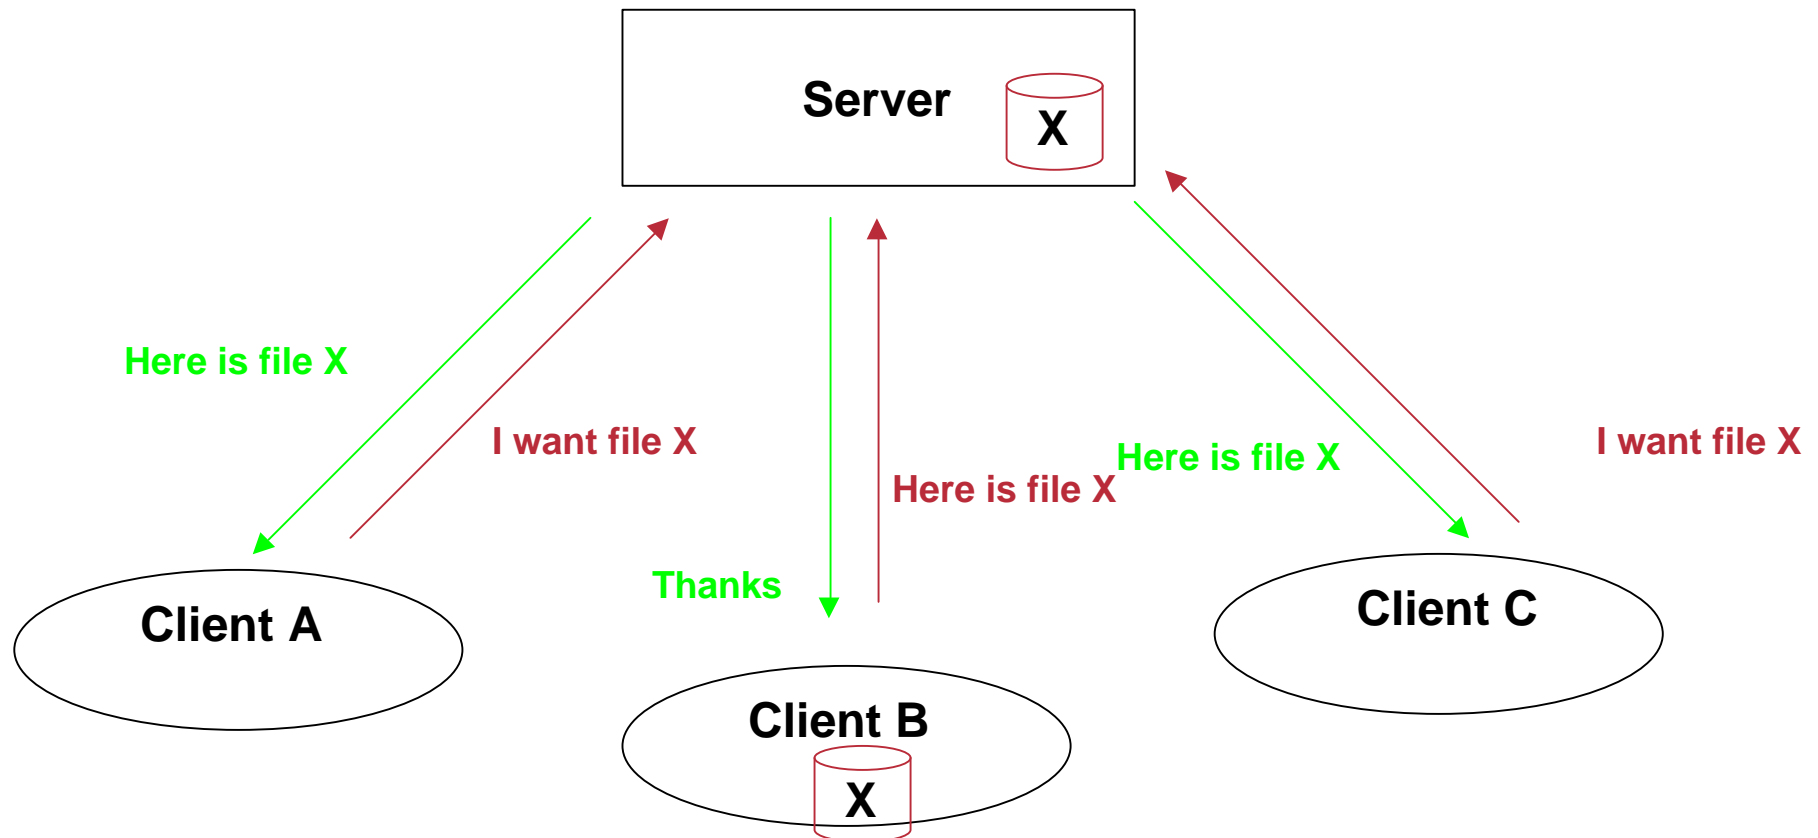 Server
X
Here is file X
I want file X
Here is file X
Here is file X
I want file X
Thanks
Client A
Client B
X
Client C